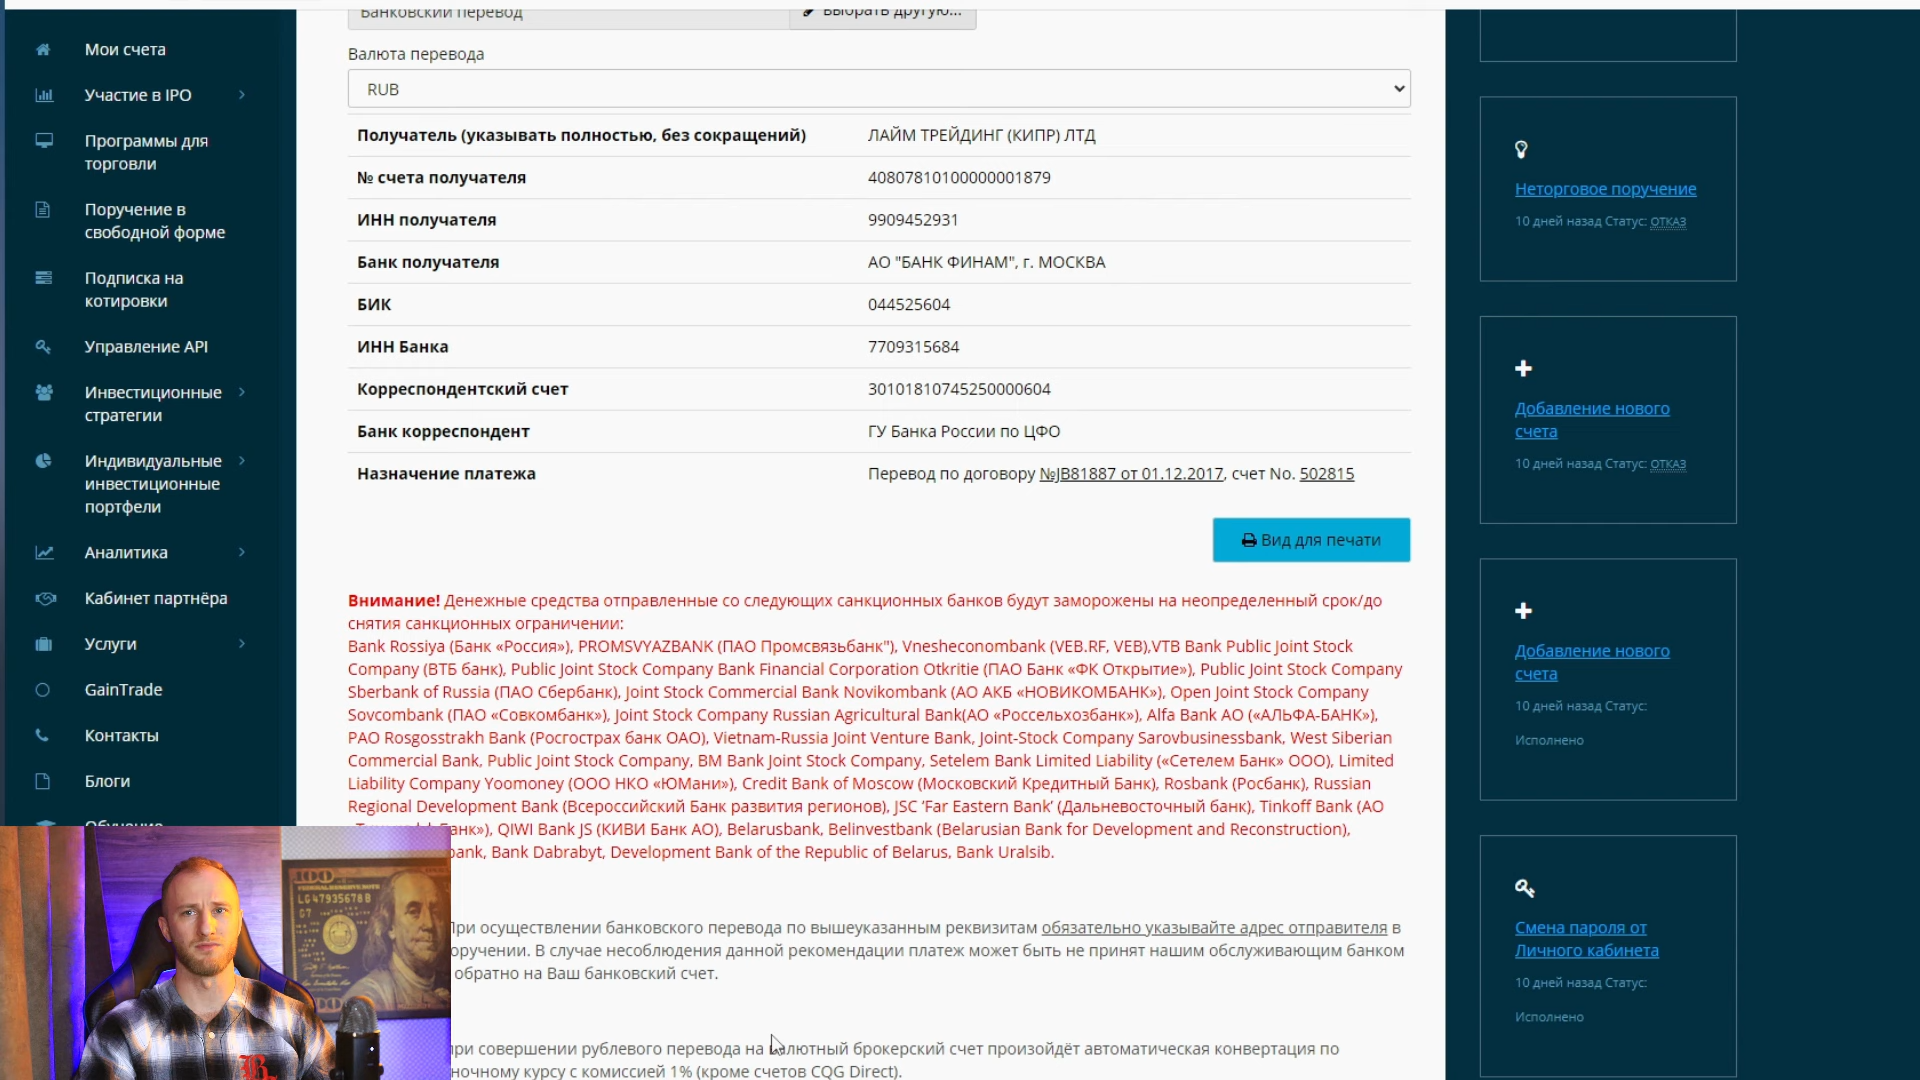 Банковский перевод
Выбрать другую...
Мои счета
Участие в IPO
Программы для
торговли
Поручение в
свободной форме
Подписка на
котировки
Управление API
Инвестиционные
стратегии
Индивидуальные
инвестиционные
портфели
Аналитика
Кабинет партнёра
Услуги
GainTrade
Контакты
Блоги
Обучение
Валюта перевода
RUB
Получатель (указывать полностью, без сокращений) ЛАЙМ ТРЕЙДИНГ (КИПР) ЛТД
№ счета получателя 40807810100000001879
ИНН получателя 9909452931
Банк получателя АО "БАНК ФИНАМ", г. МОСКВА
БИК 044525604
ИНН Банка 7709315684
Корреспондентский счет 30101810745250000604
Банк корреспондент ГУ Банка России по ЦФО
Назначение платежа Перевод по договору №JB81887 от 01.12.2017, счет No. 502815
Вид для печати
Внимание! Денежные средства отправленные со следующих санкционных банков будут заморожены на неопределенный срок/до
снятия санкционных ограничении:
Bank Rossiya (Банк «Россия»), PROMSVYAZBANK (ПАО Промсвязьбанк"), Vnesheconombank (VEB.RF, VEB),VTB Bank Public Joint Stock
Company (ВТБ банк), Public Joint Stock Company Bank Financial Corporation Otkritie (ПАО Банк «ФК Открытие»), Public Joint Stock Company
Sberbank of Russia (ПАО Сбербанк), Joint Stock Commercial Bank Novikombank (АО АКБ «НОВИКОМБАНК»), Open Joint Stock Company
Sovcombank (ПАО «Совкомбанк»), Joint Stock Company Russian Agricultural Bank(АО «Россельхозбанк»), Alfa Bank AO («АЛЬФА-БАНК»),
PAO Rosgosstrakh Bank (Росгострах банк ОАО), Vietnam-Russia Joint Venture Bank, Joint-Stock Company Sarovbusinessbank, West Siberian
Commercial Bank, Public Joint Stock Company, BM Bank Joint Stock Company, Setelem Bank Limited Liability («Сетелем Банк» ООО), Limited
Liability Company Yoomoney (ООО НКО «ЮМани»), Credit Bank of Moscow (Московский Кредитный Банк), Rosbank (Росбанк), Russian
Regional Development Bank (Всероссийский Банк развития регионов), JSC ‘Far Eastern Bank’ (Дальневосточный банк), Tinkoff Bank (АО
анк»), QIWI Bank JS (КИВИ Банк АО), Belarusbank, Belinvestbank (Belarusian Bank for Development and Reconstruction),
bank, Bank Dabrabyt, Development Bank of the Republic of Belarus, Bank Uralsib.
При осуществлении банковского перевода по вышеуказанным реквизитам обязательно указывайте адрес отправителя в
оручении. В случае несоблюдения данной рекомендации платеж может быть не принят нашим обслуживающим банком
обратно на Ваш банковский счет.
при совершении рублевого перевода на валютный брокерский счет произойдёт автоматическая конвертация по
ночному курсу с комиссией 1% (кроме счетов CQG Direct).
Неторговое поручение
10 дней назад Статус: ОТКАЗ
Добавление нового
счета
10 дней назад Статус: ОТКАЗ
Добавление нового
счета
10 дней назад Статус:
Исполнено
Смена пароля от
Личного кабинета
10 дней назад Статус:
Исполнено
100
LG47935678B
G7
100